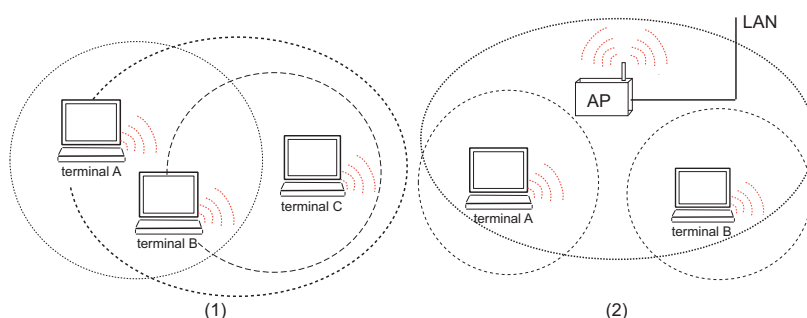 terminal A
terminal B
terminal C
(1)
LAN
AP
terminal A
terminal B
(2)